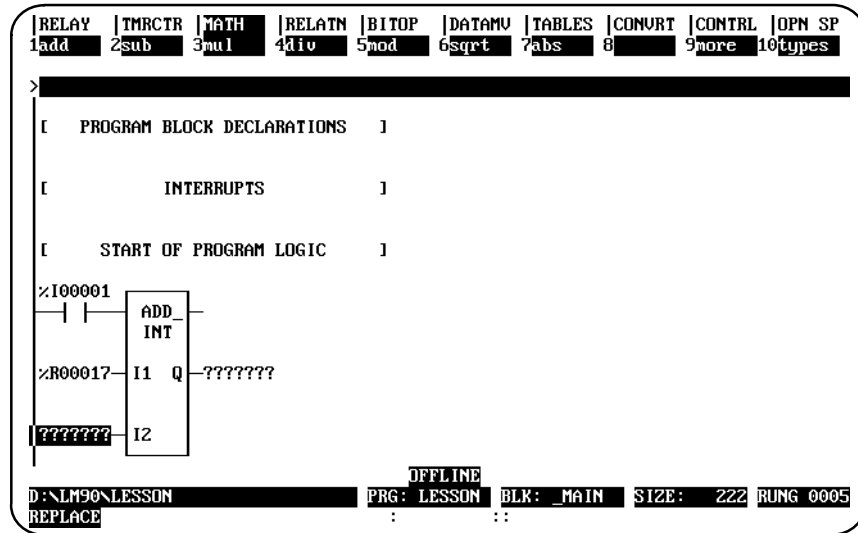 |RELAY |TMRCTR |MATH |RELATN |BITOP |DATAMV |TABLES |CONVRT |CONTRL |OPN SP
1add 2sub 3mul 4div 5mod 6sqrt 7abs 8 9more 10types
>
[ PROGRAM BLOCK DECLARATIONS ]
[ INTERRUPTS ]
[ START OF PROGRAM LOGIC ]
%I00001
ADD_
INT
%R00017 I1 Q ???????
??????? I2
OFFLINE
D:\LM90\LESSON PRG: LESSON BLK: _MAIN SIZE: 222 RUNG 0005
REPLACE : ::